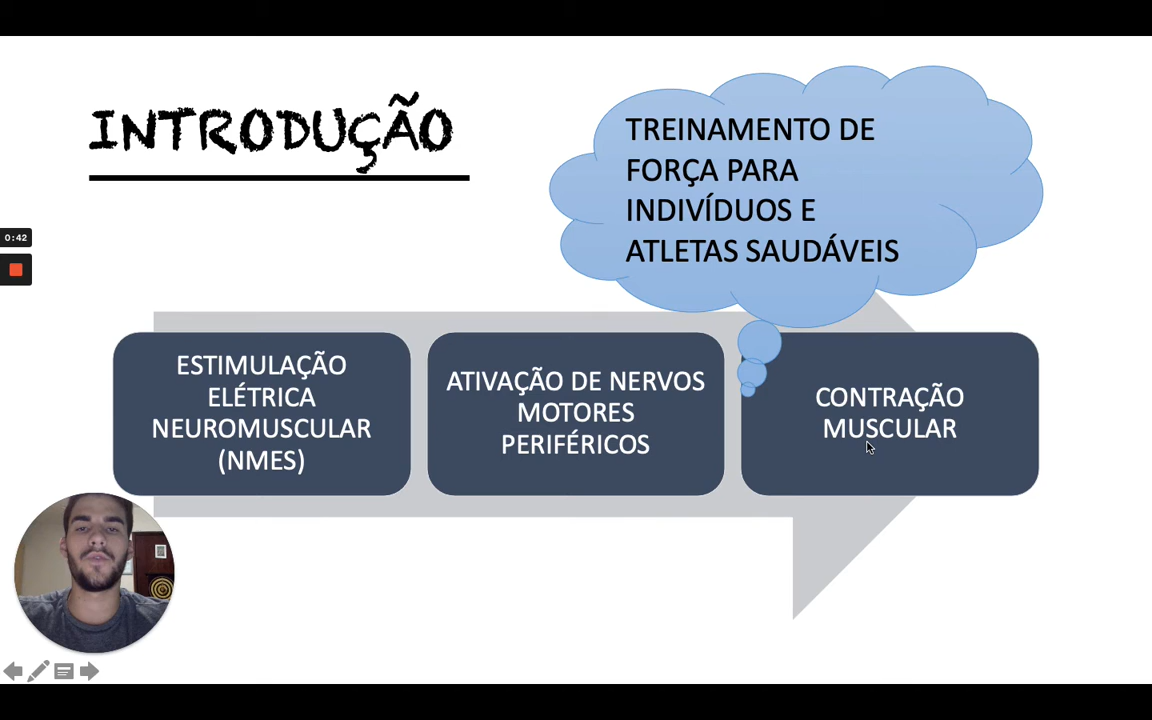 INTRODUÇÃO
TREINAMENTO DE
FORÇA PARA
INDIVÍDUOS E
ATLETAS SAUDÁVEIS
0:42
ESTIMULAÇÃO
ELÉTRICA
NEUROMUSCULAR
(NMES)
ATIVAÇÃO DE NERVOS
MOTORES
PERIFÉRICOS
CONTRAÇÃO
MUSCULAR